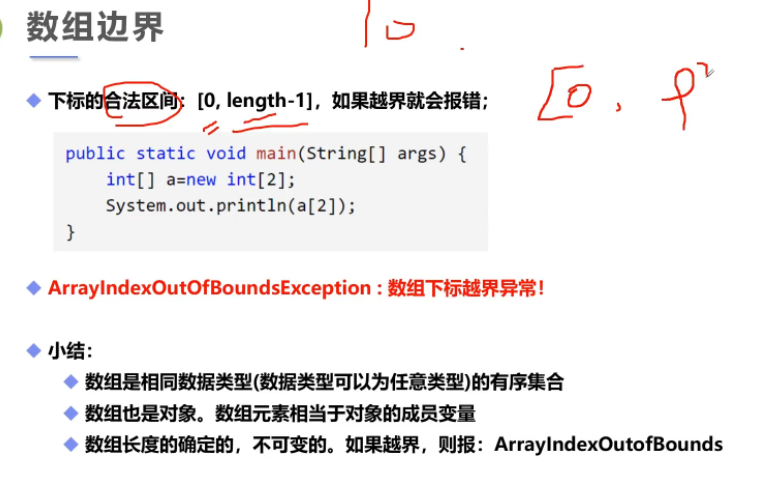 数组边界
10
下标的合法区间：[0, length-1]，如果越界就会报错；
[0, 9]
public static void main(String[] args) {
int[] a=new int[2];
System.out.println(a[2]);
}
ArrayIndexOutOfBoundsException : 数组下标越界异常！
小结：
数组是相同数据类型(数据类型可以为任意类型)的有序集合
数组也是对象。数组元素相当于对象的成员变量
数组长度的确定的，不可变的。如果越界，则报：ArrayIndexOutofBounds